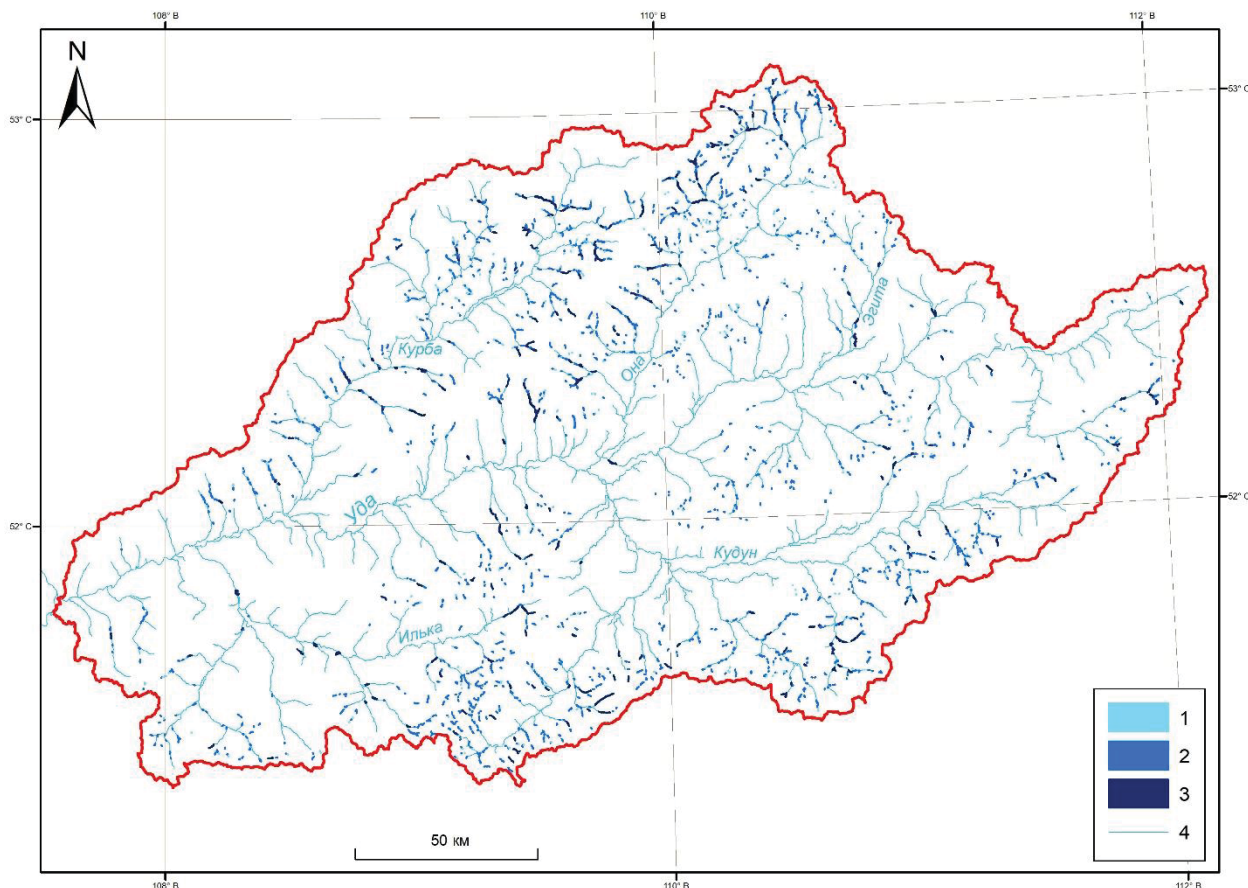 108° В
110° В
112° В
N
53° С
53° С
Эгита
Курба
Она
Уда
52° С
52° С
Кудун
Илька
1
2
3
4
50 км
108° В
110° В
112° В